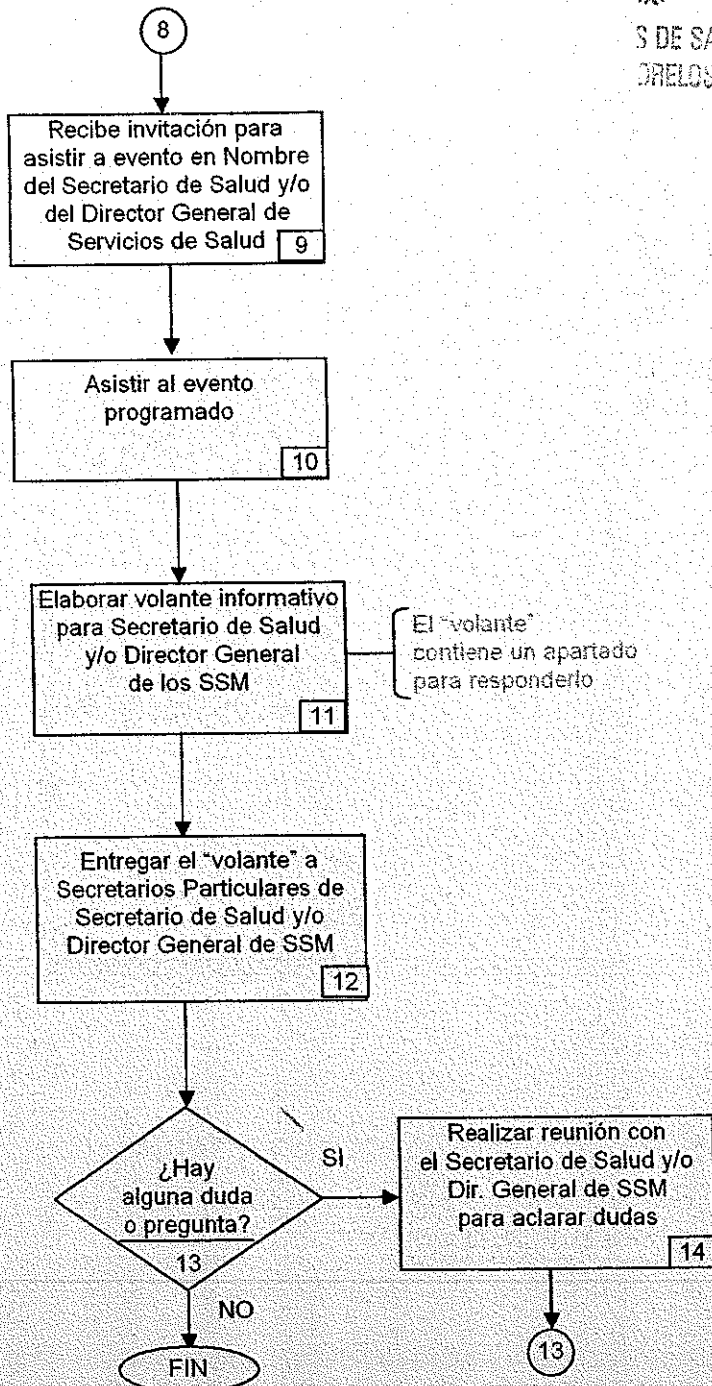 8
S DE SA
ORELOS
Recibe invitación para
asistir a evento en Nombre
del Secretario de Salud y/o
del Director General de
Servicios de Salud
9
Asistir al evento
programado
10
Elaborar volante informativo
para Secretario de Salud
y/o Director General
de los SSM
11
El "volante"
contiene un apartado
para responderlo
Entregar el "volante" a
Secretarios Particulares de
Secretario de Salud y/o
Director General de SSM
12
¿Hay
alguna duda
o pregunta?
13
SI
Realizar reunión con
el Secretario de Salud y/o
Dir. General de SSM
para aclarar dudas
14
NO
13
FIN